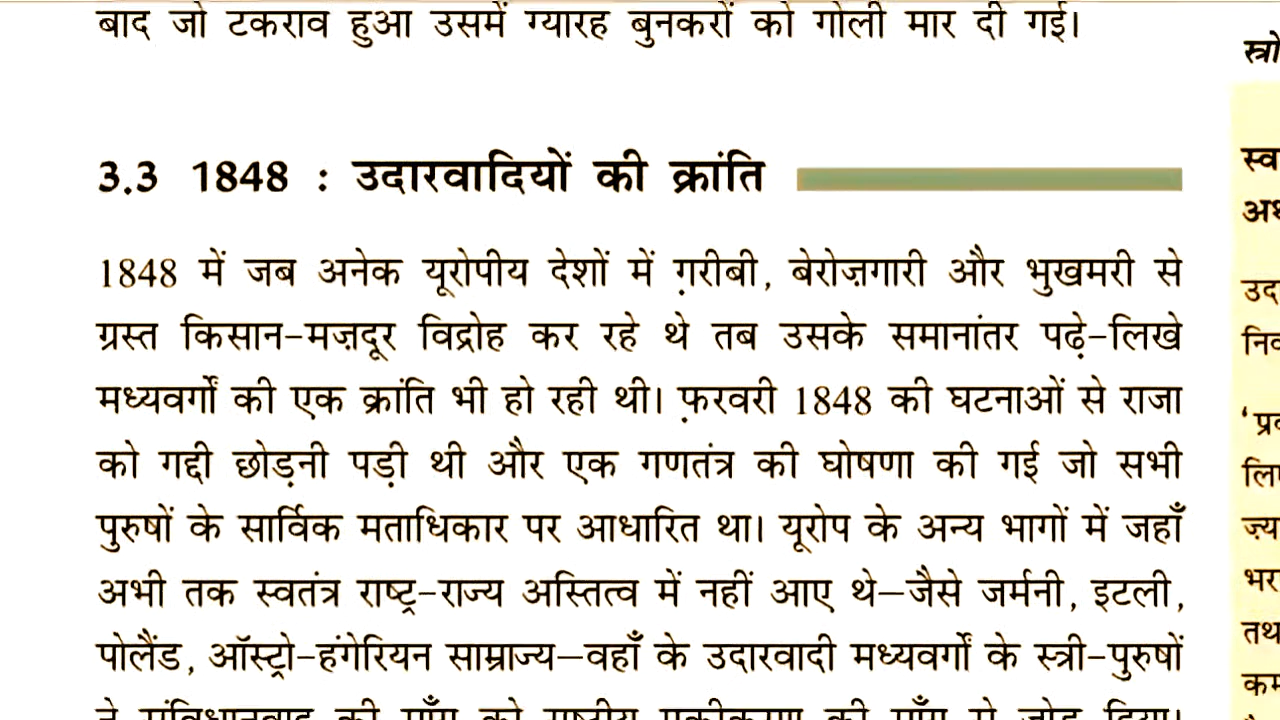 बाद जो टकराव हुआ उसमें ग्यारह बुनकरों को गोली मार दी गई।
3.3 1848 : उदारवादियों की क्रांति
1848 में जब अनेक यूरोपीय देशों में ग़रीबी, बेरोज़गारी और भुखमरी से
ग्रस्त किसान-मज़दूर विद्रोह कर रहे थे तब उसके समानांतर पढ़े-लिखे
मध्यवर्गों की एक क्रांति भी हो रही थी। फ़रवरी 1848 की घटनाओं से राजा
को गद्दी छोड़नी पड़ी थी और एक गणतंत्र की घोषणा की गई जो सभी
पुरुषों के सार्विक मताधिकार पर आधारित था। यूरोप के अन्य भागों में जहाँ
अभी तक स्वतंत्र राष्ट्र-राज्य अस्तित्व में नहीं आए थे—जैसे जर्मनी, इटली,
पोलैंड, ऑस्ट्रो-हंगेरियन साम्राज्य—वहाँ के उदारवादी मध्यवर्गों के स्त्री-पुरुषों
ने संविधानवाद की माँग को राष्ट्रीय एकीकरण की माँग से जोड़ दिया।